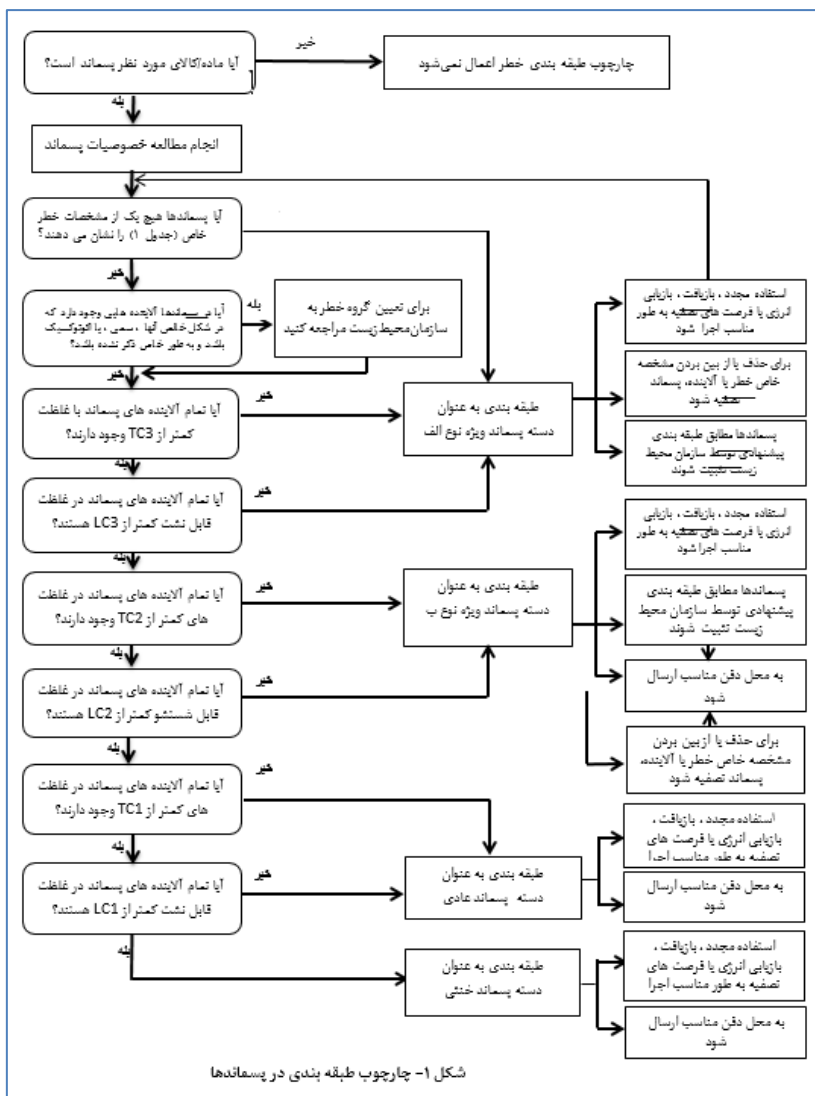 خیر
آیا ماده/کالای مورد نظر پسماند است؟
چارچوب طبقه بندی خطر اعمال نمی‌شود
بله
انجام مطالعه خصوصیات پسماند
آیا پسماندها هیچ یک از مشخصات خطر
خاص (جدول ۱) را نشان می دهند؟
خیر
آیا در پسماندها آلاینده هایی وجود دارد که
در شکل خالص آنها ، سمی ، یا اکوتوکسیک
باشد و به طور خاص ذکر نشده باشد؟
بله
برای تعیین گروه خطر به
سازمان محیط زیست مراجعه کنید
خیر
آیا تمام آلاینده های پسماند با غلظت
کمتر از TC3 وجود دارند؟
خیر
بله
آیا تمام آلاینده های پسماند در غلظت
قابل نشت کمتر از LC3 هستند؟
خیر
بله
طبقه بندی به عنوان
دسته پسماند ویژه نوع الف
استفاده مجدد ، بازیافت ، بازیابی
انرژی یا فرصت های تصفیه به طور
مناسب اجرا شود
برای حذف یا از بین بردن مشخصه
خاص خطر یا آلاینده، پسماند
تصفیه شود
پسماندها مطابق طبقه بندی
پیشنهادی توسط سازمان محیط
زیست تثبیت شوند
آیا تمام آلاینده های پسماند در غلظت
های کمتر از TC2 وجود دارند؟
خیر
بله
آیا تمام آلاینده های پسماند در غلظت
قابل شستشو کمتر از LC2 هستند؟
خیر
بله
طبقه بندی به عنوان
دسته پسماند ویژه نوع ب
استفاده مجدد ، بازیافت ، بازیابی
انرژی یا فرصت های تصفیه به طور
مناسب اجرا شود
پسماندها مطابق طبقه بندی
پیشنهادی توسط سازمان محیط
زیست تثبیت شوند
به محل دفن مناسب ارسال
شود
برای حذف یا از بین بردن
مشخصه خاص خطر یا آلاینده،
پسماند تصفیه شود
آیا تمام آلاینده های پسماند در غلظت
های کمتر از TC1 وجود دارند؟
خیر
بله
آیا تمام آلاینده های پسماند در غلظت
قابل نشت کمتر از LC1 هستند؟
خیر
بله
طبقه بندی به عنوان
دسته پسماند عادی
استفاده مجدد ، بازیافت ،
بازیابی انرژی یا فرصت های
تصفیه به طور مناسب اجرا
به محل دفن مناسب ارسال
شود
طبقه بندی به عنوان
دسته پسماند خنثی
استفاده مجدد ، بازیافت ،
بازیابی انرژی یا فرصت های
تصفیه به طور مناسب اجرا
به محل دفن مناسب ارسال
شود
شکل ۱- چارچوب طبقه بندی در پسماندها